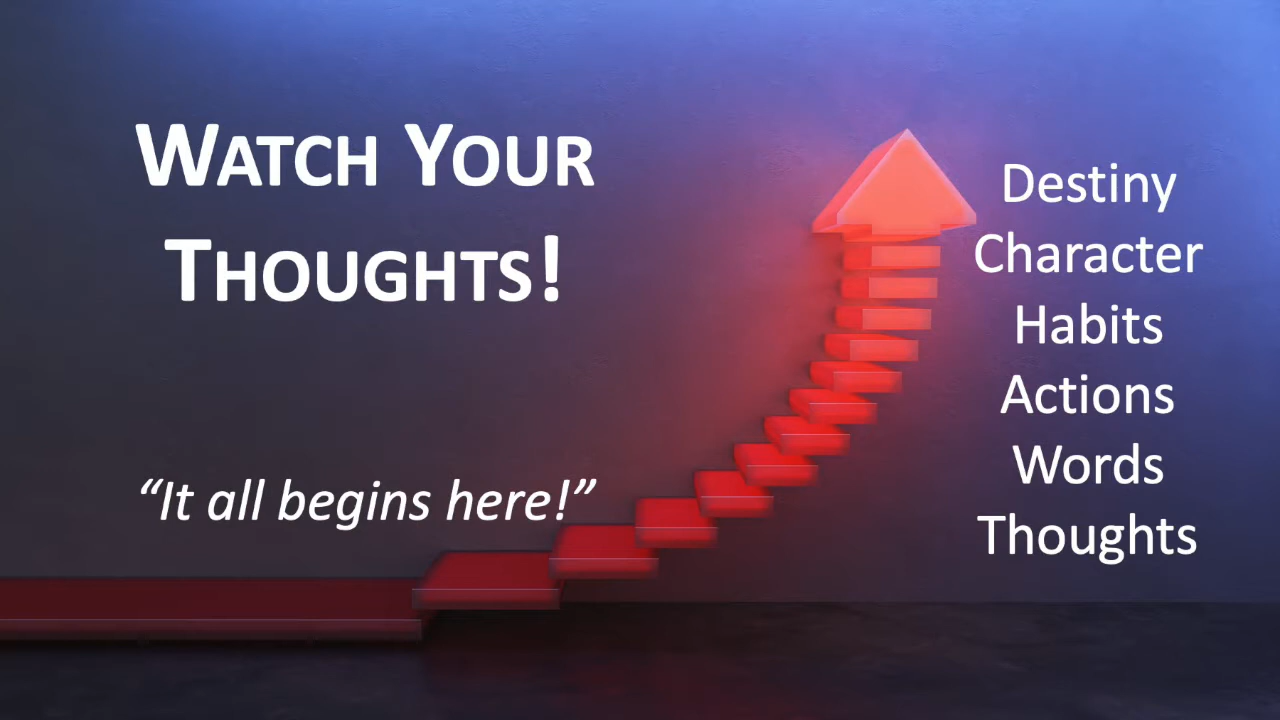 WATCH YOUR
THOUGHTS!
“It all begins here!”
Destiny
Character
Habits
Actions
Words
Thoughts